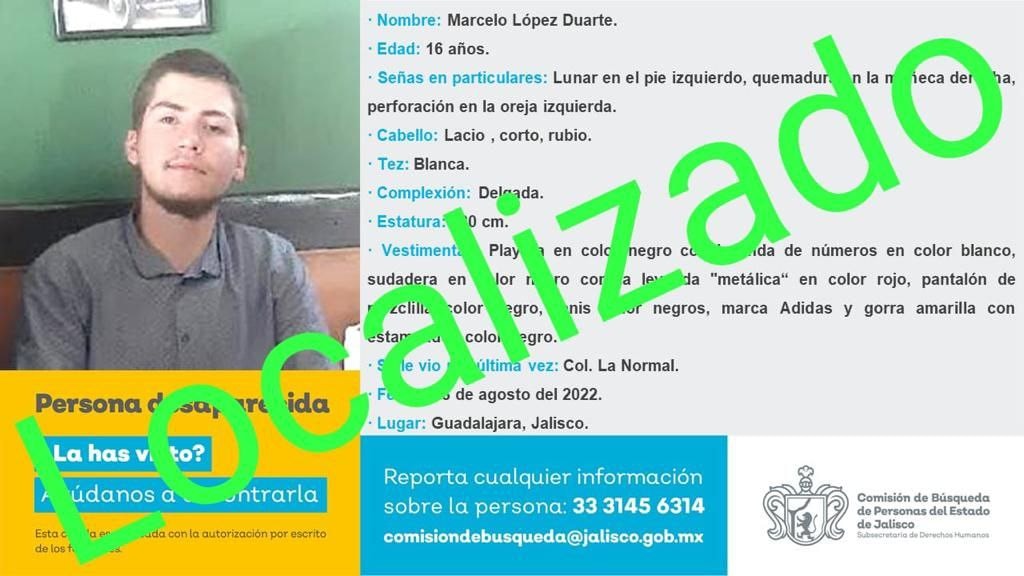 · Nombre: Marcelo López Duarte.
· Edad: 16 años.
· Señas en particulares: Lunar en el pie izquierdo, quemadura en la muñeca derecha,
perforación en la oreja izquierda.
· Cabello: Lacio , corto, rubio.
· Tez: Blanca.
· Complexión: Delgada.
· Estatura: cm.
· Vestimenta: Playera en color negro con leyenda de números en color blanco,
sudadera en color negro con la leyenda "metálica“ en color rojo, pantalón de
mezclilla color negro, tenis color negros, marca Adidas y gorra amarilla con
estampado color negro.
· Se le vio por última vez: Col. La Normal.
· de agosto del 2022.
· Lugar: Guadalajara, Jalisco.
Localizado
Persona desaparecida
¿La has visto?
Ayúdanos a encontrarla
Esta cédula es publicada con la autorización por escrito
de los familiares.
Reporta cualquier información
sobre la persona: 33 3145 6314
comisiondebusqueda@jalisco.gob.mx
Comisión de Búsqueda
de Personas del Estado
de Jalisco
Subsecretaría de Derechos Humanos